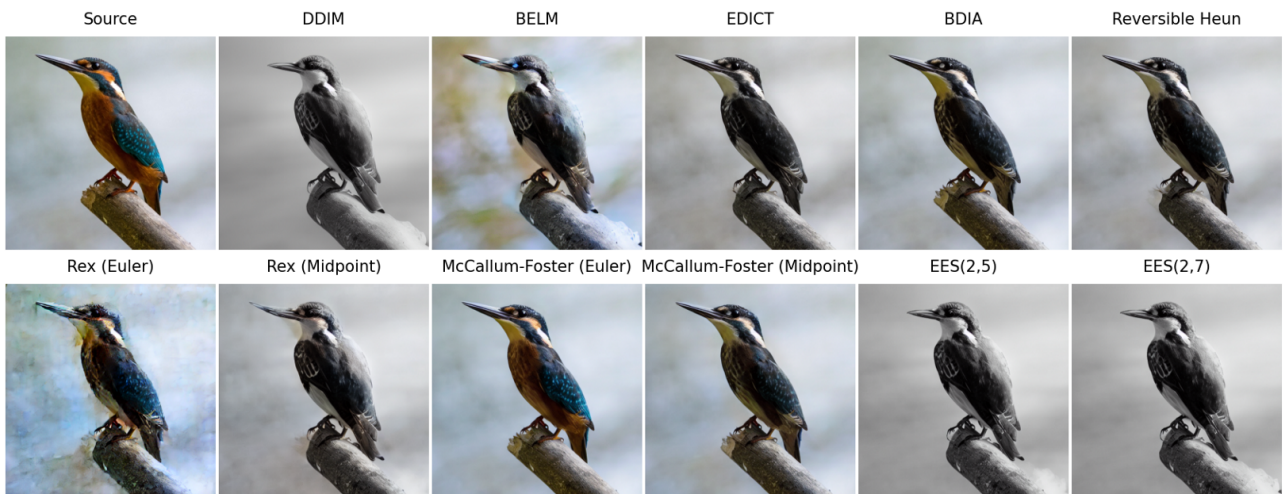 Source
DDIM
BELM
EDICT
BDIA
Reversible Heun
Rex (Euler)
Rex (Midpoint)
McCallum-Foster (Euler)
McCallum-Foster (Midpoint)
EES(2,5)
EES(2,7)